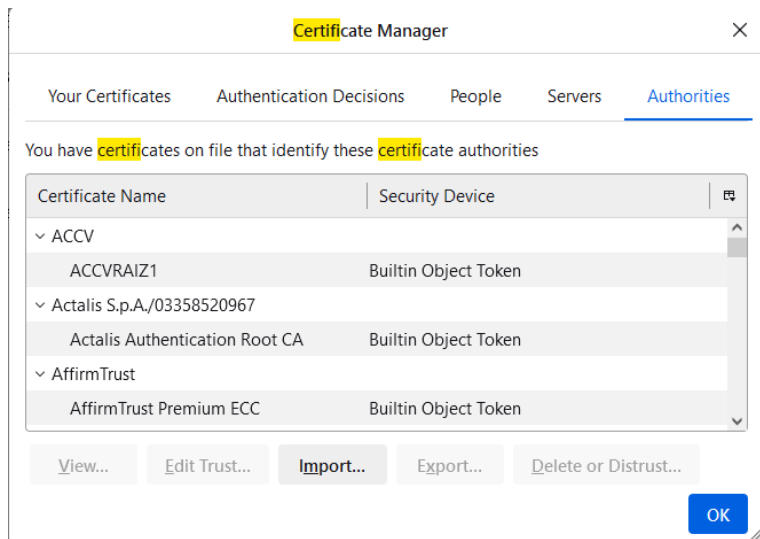 Certificate Manager
Your Certificates Authentication Decisions People Servers Authorities
You have certificates on file that identify these certificate authorities
Certificate Name Security Device
ACCV
ACCVRAIZ1 Builtin Object Token
Actalis S.p.A./03358520967
Actalis Authentication Root CA Builtin Object Token
AffirmTrust
AffirmTrust Premium ECC Builtin Object Token
View... Edit Trust... Import... Export... Delete or Distrust...
OK